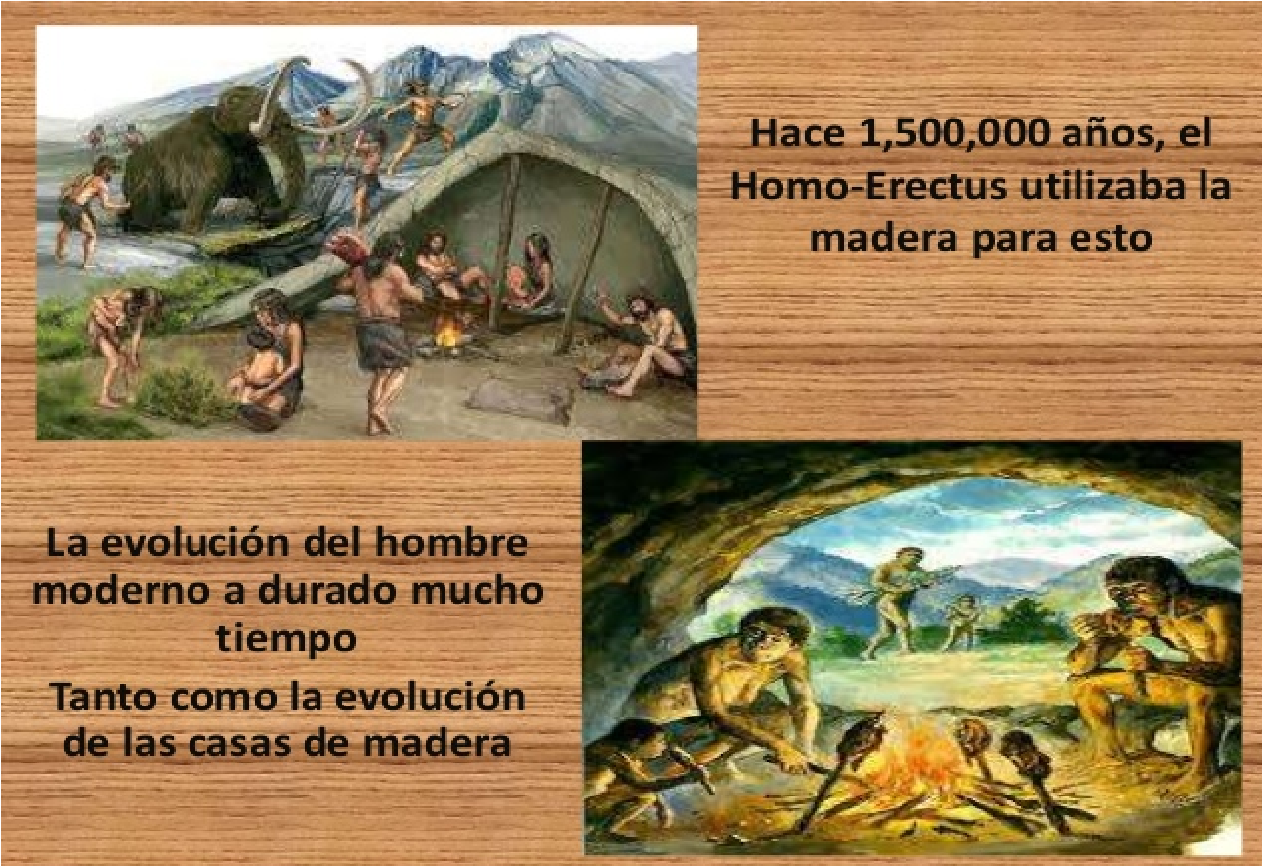 Hace 1,500,000 años, el
Homo-Erectus utilizaba la
madera para esto
La evolución del hombre
moderno a durado mucho
tiempo
Tanto como la evolución
de las casas de madera